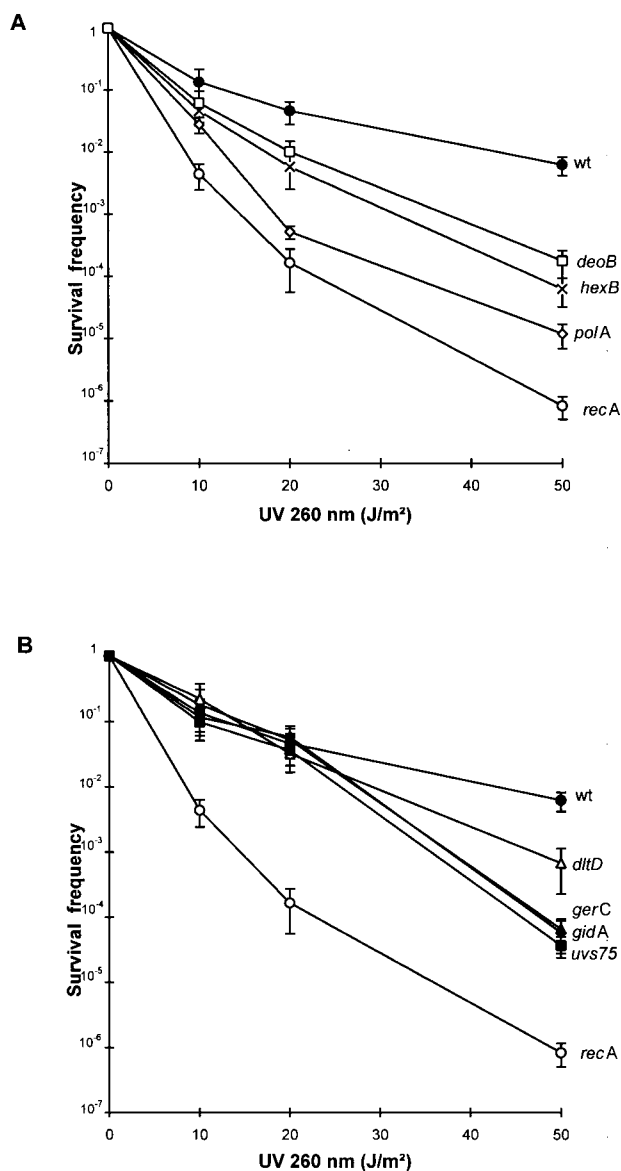 A
Survival frequency
1
10-1
10-2
10-3
10-4
10-5
10-6
10-7
wt
deoB
hexB
polA
recA
0 10 20 30 40 50
UV 260 nm (J/m²)
B
Survival frequency
1
10-1
10-2
10-3
10-4
10-5
10-6
10-7
wt
dltD
gerC
gidA
uvs75
recA
0 10 20 30 40 50
UV 260 nm (J/m²)